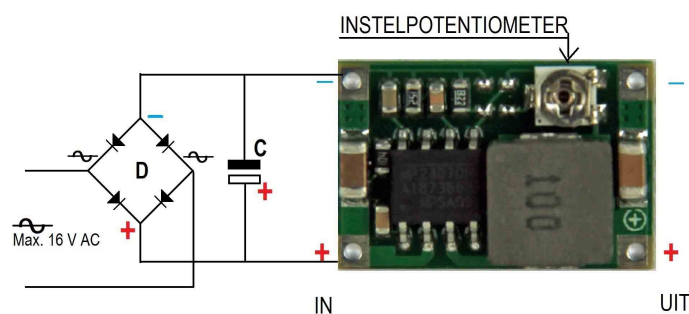 INSTELPOTENTIOMETER
–
–
–
D
C
+
+
Max. 16 V AC
+
+
100
IN
UIT